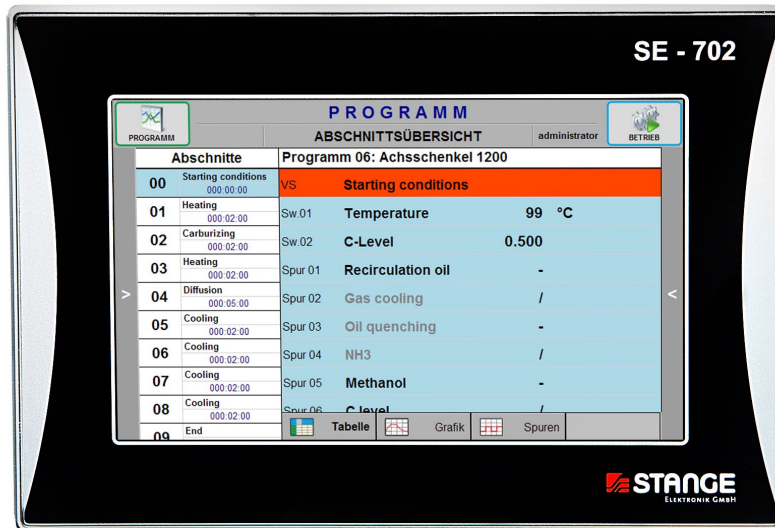 SE - 702
PROGRAMM
PROGRAMM
ABSCHNITTSÜBERSICHT
administrator
BETRIEB
Abschnitte
Programm 06: Achsschenkel 1200
00 Starting conditions
000:00:00
01 Heating
000:02:00
02 Carburizing
000:02:00
03 Heating
000:02:00
04 Diffusion
000:05:00
05 Cooling
000:02:00
06 Cooling
000:02:00
07 Cooling
000:02:00
08 Cooling
000:02:00
09 End
VS Starting conditions
Sw.01 Temperature 99 °C
Sw.02 C-Level 0.500
Spur 01 Recirculation oil -
Spur 02 Gas cooling /
Spur 03 Oil quenching -
Spur 04 NH3 /
Spur 05 Methanol -
Spur 06 C level /
>
<
Tabelle Grafik Spuren
STANGE
ELEKTRONIK GMBH